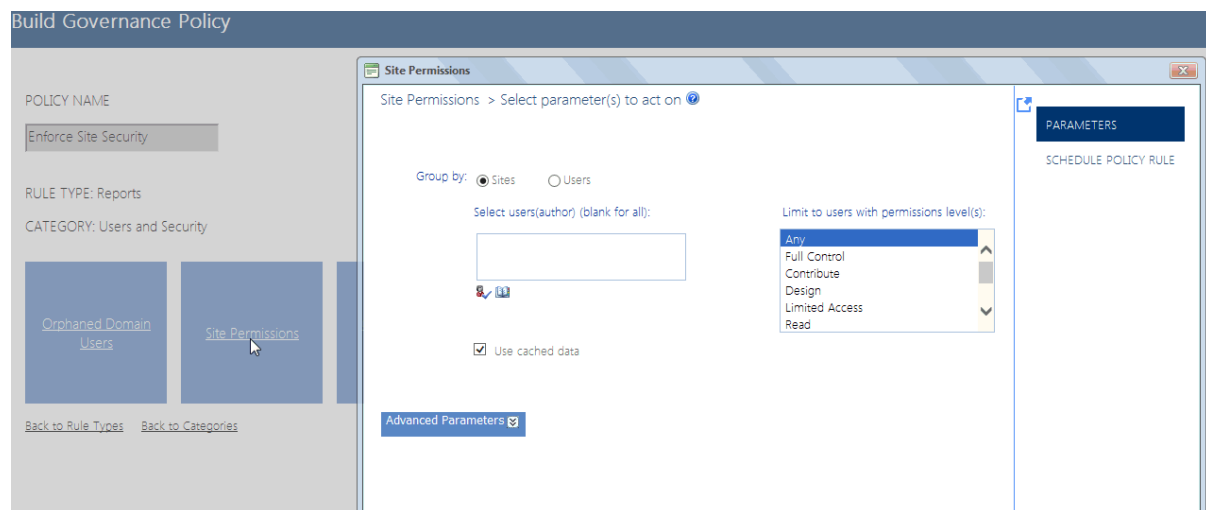 Build Governance Policy
POLICY NAME
Enforce Site Security
RULE TYPE: Reports
CATEGORY: Users and Security
Orphaned Domain
Users
Site Permissions
Back to Rule Types
Back to Categories
Site Permissions
Site Permissions > Select parameter(s) to act on
Group by:
Sites
Users
Select users(author) (blank for all):
Limit to users with permissions level(s):
Any
Full Control
Contribute
Design
Limited Access
Read
Use cached data
Advanced Parameters
PARAMETERS
SCHEDULE POLICY RULE